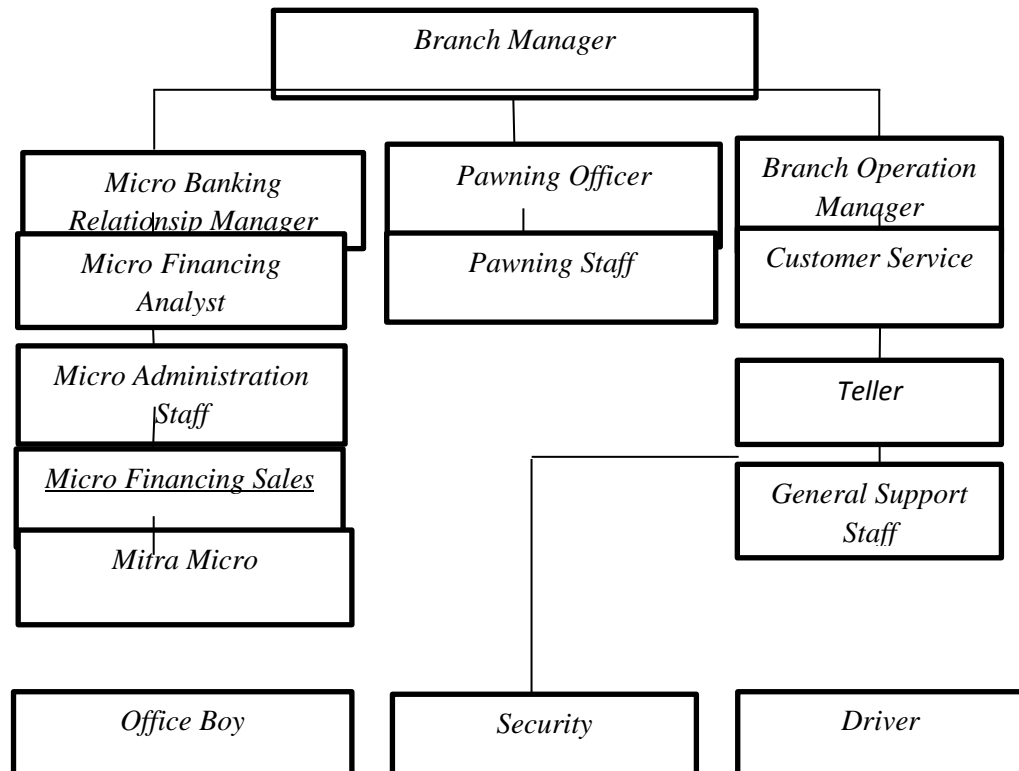 Branch Manager
Micro Banking
Relationsip Manager
Pawning Officer
Branch Operation
Manager
Micro Financing
Analyst
Pawning Staff
Customer Service
Micro Administration
Staff
Teller
Micro Financing Sales
General Support
Staff
Mitra Micro
Office Boy
Security
Driver